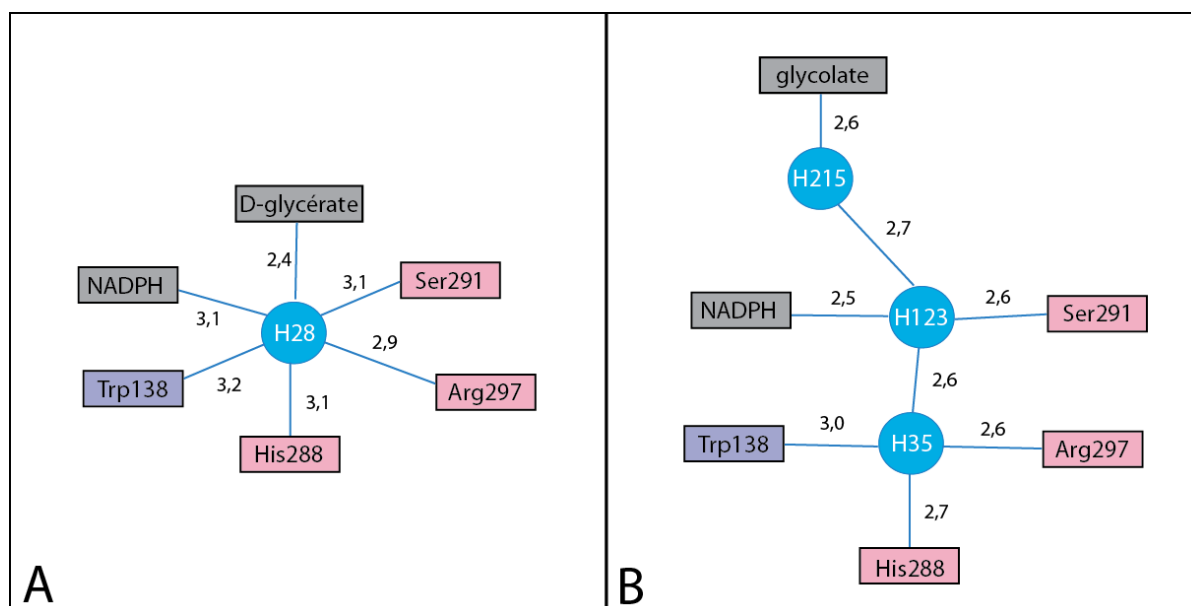 D-glycérate
2,4
NADPH
3,1
Ser291
3,1
H28
Trp138
3,2
2,9
Arg297
3,1
His288
A
glycolate
2,6
H215
2,7
NADPH
2,5
H123
2,6
Ser291
2,6
Trp138
3,0
H35
2,6
Arg297
2,7
His288
B